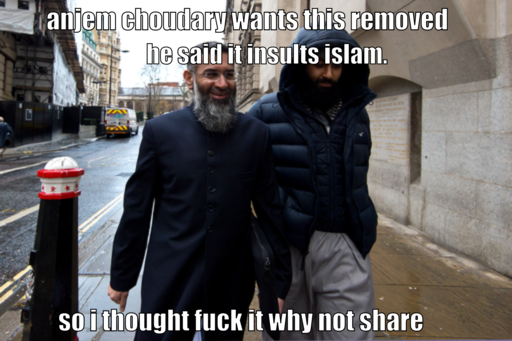 anjem choudary wants this removed
he said it insults islam.
so i thought fuck it why not share